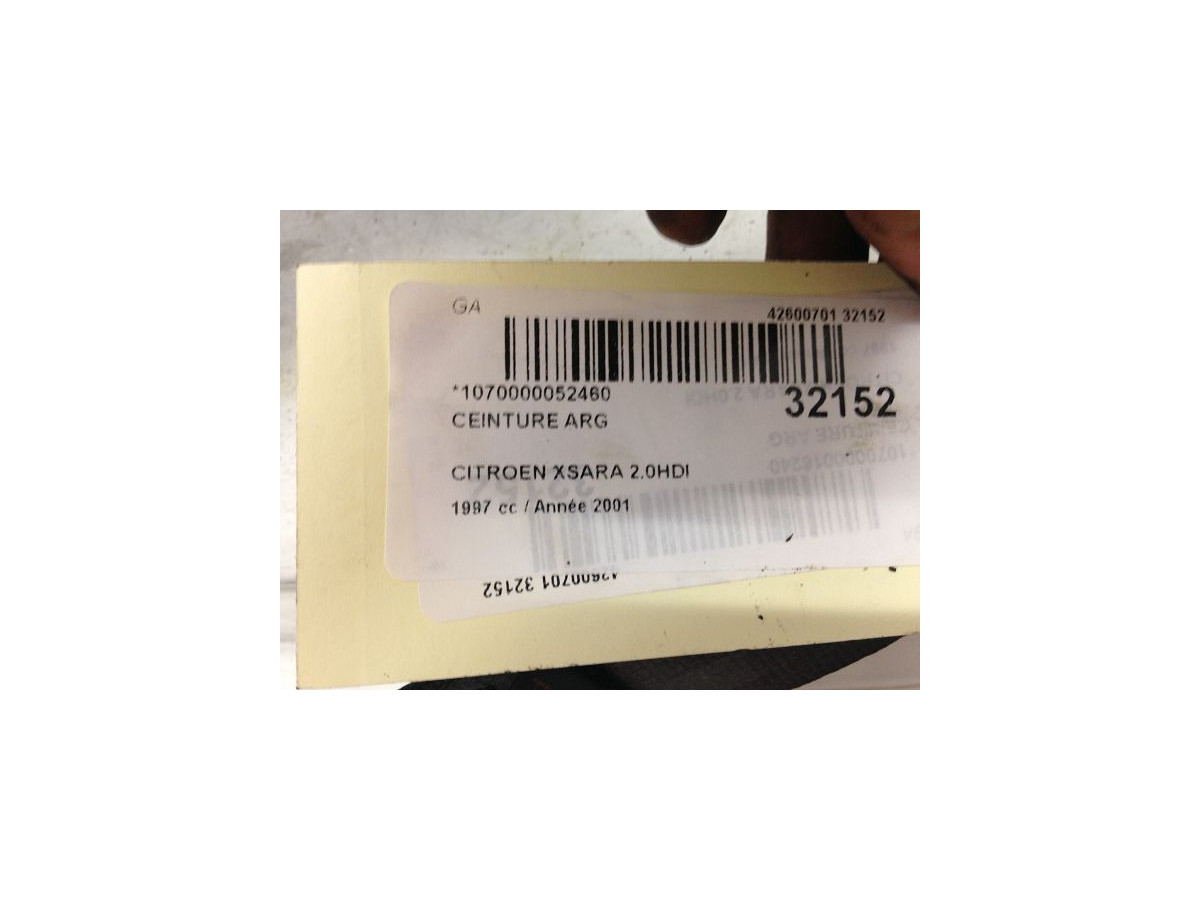 GA
42600701 32152
*1070000052460
32152
CEINTURE ARG
CITROEN XSARA 2.0HDI
1997 cc / Année 2001
42600701 32152